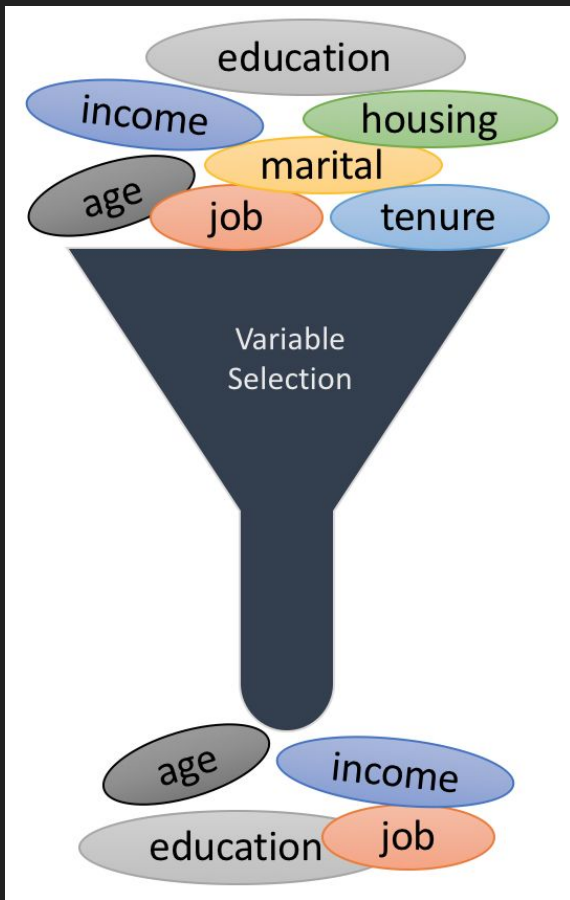 education
income
housing
marital
age
job
tenure
Variable
Selection
age
income
education
job